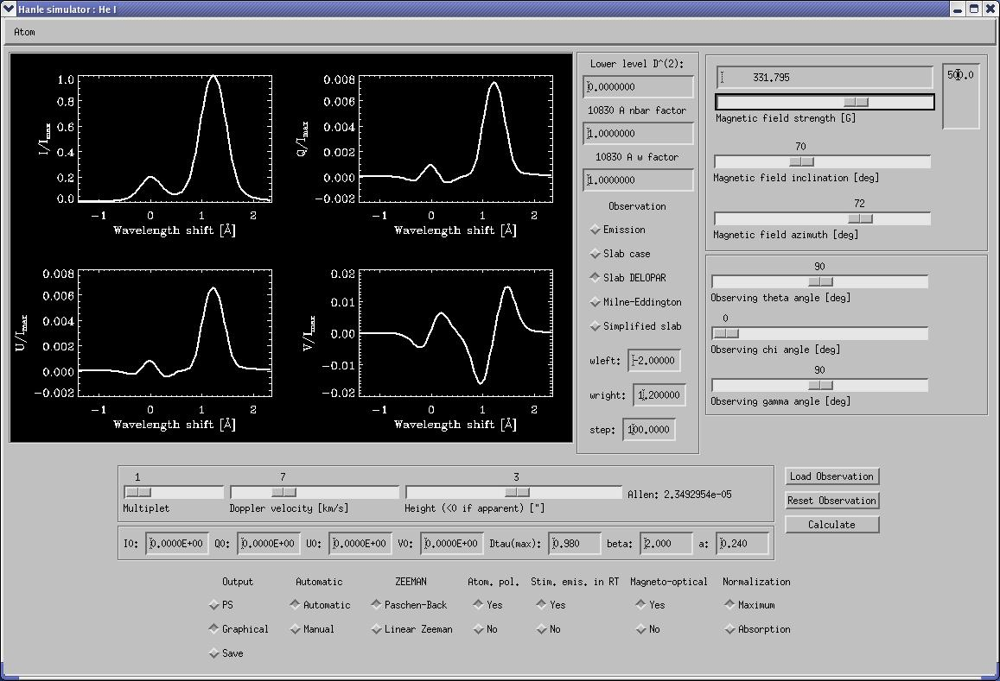 Hanle simulator : He I
Atom
1.0
0.8
0.6
0.4
0.2
0.0
I/Imax
-1 0 1 2
Wavelength shift [Å]
0.008
0.006
0.004
0.002
0.000
-0.002
Q/Imax
-1 0 1 2
Wavelength shift [Å]
0.008
0.006
0.004
0.002
0.000
-0.002
U/Imax
-1 0 1 2
Wavelength shift [Å]
0.02
0.01
0.00
-0.01
-0.02
V/Imax
-1 0 1 2
Wavelength shift [Å]
Lower level D^(2):
0.0000000
10830 A nbar factor
1.0000000
10830 A w factor
1.0000000
Observation
Emission
Slab case
Slab DELOPAR
Milne-Eddington
Simplified slab
wleft: -2.00000
wright: 1.200000
step: 100.0000
331.795
500.0
Magnetic field strength [G]
70
Magnetic field inclination [deg]
72
Magnetic field azimuth [deg]
90
Observing theta angle [deg]
0
Observing chi angle [deg]
90
Observing gamma angle [deg]
1
Multiplet
7
Doppler velocity [km/s]
3
Height (<0 if apparent) ["]
Allen: 2.3492954e-05
Load Observation
Reset Observation
Calculate
I0: 0.0000E+00 Q0: 0.0000E+00 U0: 0.0000E+00 V0: 0.0000E+00 Dtau(max): 0.980 beta: 2.000 a: 0.240
Output
PS
Graphical
Save
Automatic
Automatic
Manual
ZEEMAN
Paschen-Back
Linear Zeeman
Atom. pol.
Yes
No
Stim. emis. in RT
Yes
No
Magneto-optical
Yes
No
Normalization
Maximum
Absorption